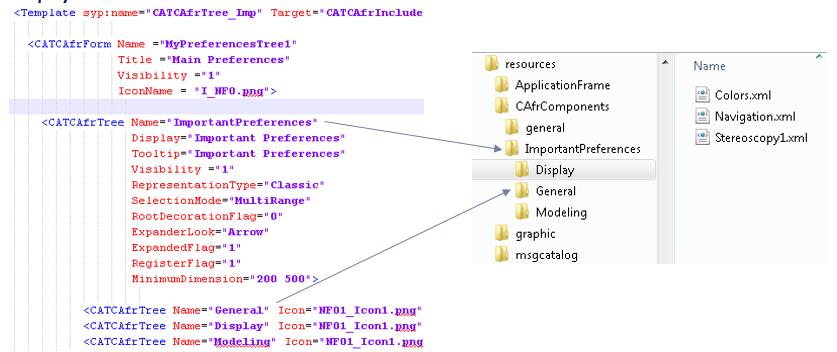 <Template syp:name="CATCAfrTree_Imp" Target="CATCAfrInclude
<CATCAfrForm Name ="MyPreferencesTree1"
Title ="Main Preferences"
Visibility ="1"
IconName = "I_NF0.png">
<CATCAfrTree Name="ImportantPreferences"
Display="Important Preferences"
Tooltip="Important Preferences"
Visibility ="1"
RepresentationType="Classic"
SelectionMode="MultiRange"
RootDecorationFlag="0"
ExpanderLook="Arrow"
ExpandedFlag="1"
RegisterFlag="1"
MinimumDimension="200 500">
<CATCAfrTree Name="General" Icon="NF01_Icon1.png"
<CATCAfrTree Name="Display" Icon="NF01_Icon1.png"
<CATCAfrTree Name="Modeling" Icon="NF01_Icon1.png
resources
ApplicationFrame
CAfrComponents
general
ImportantPreferences
Display
General
Modeling
graphic
msgcatalog
Name
Colors.xml
Navigation.xml
Stereoscopy1.xml